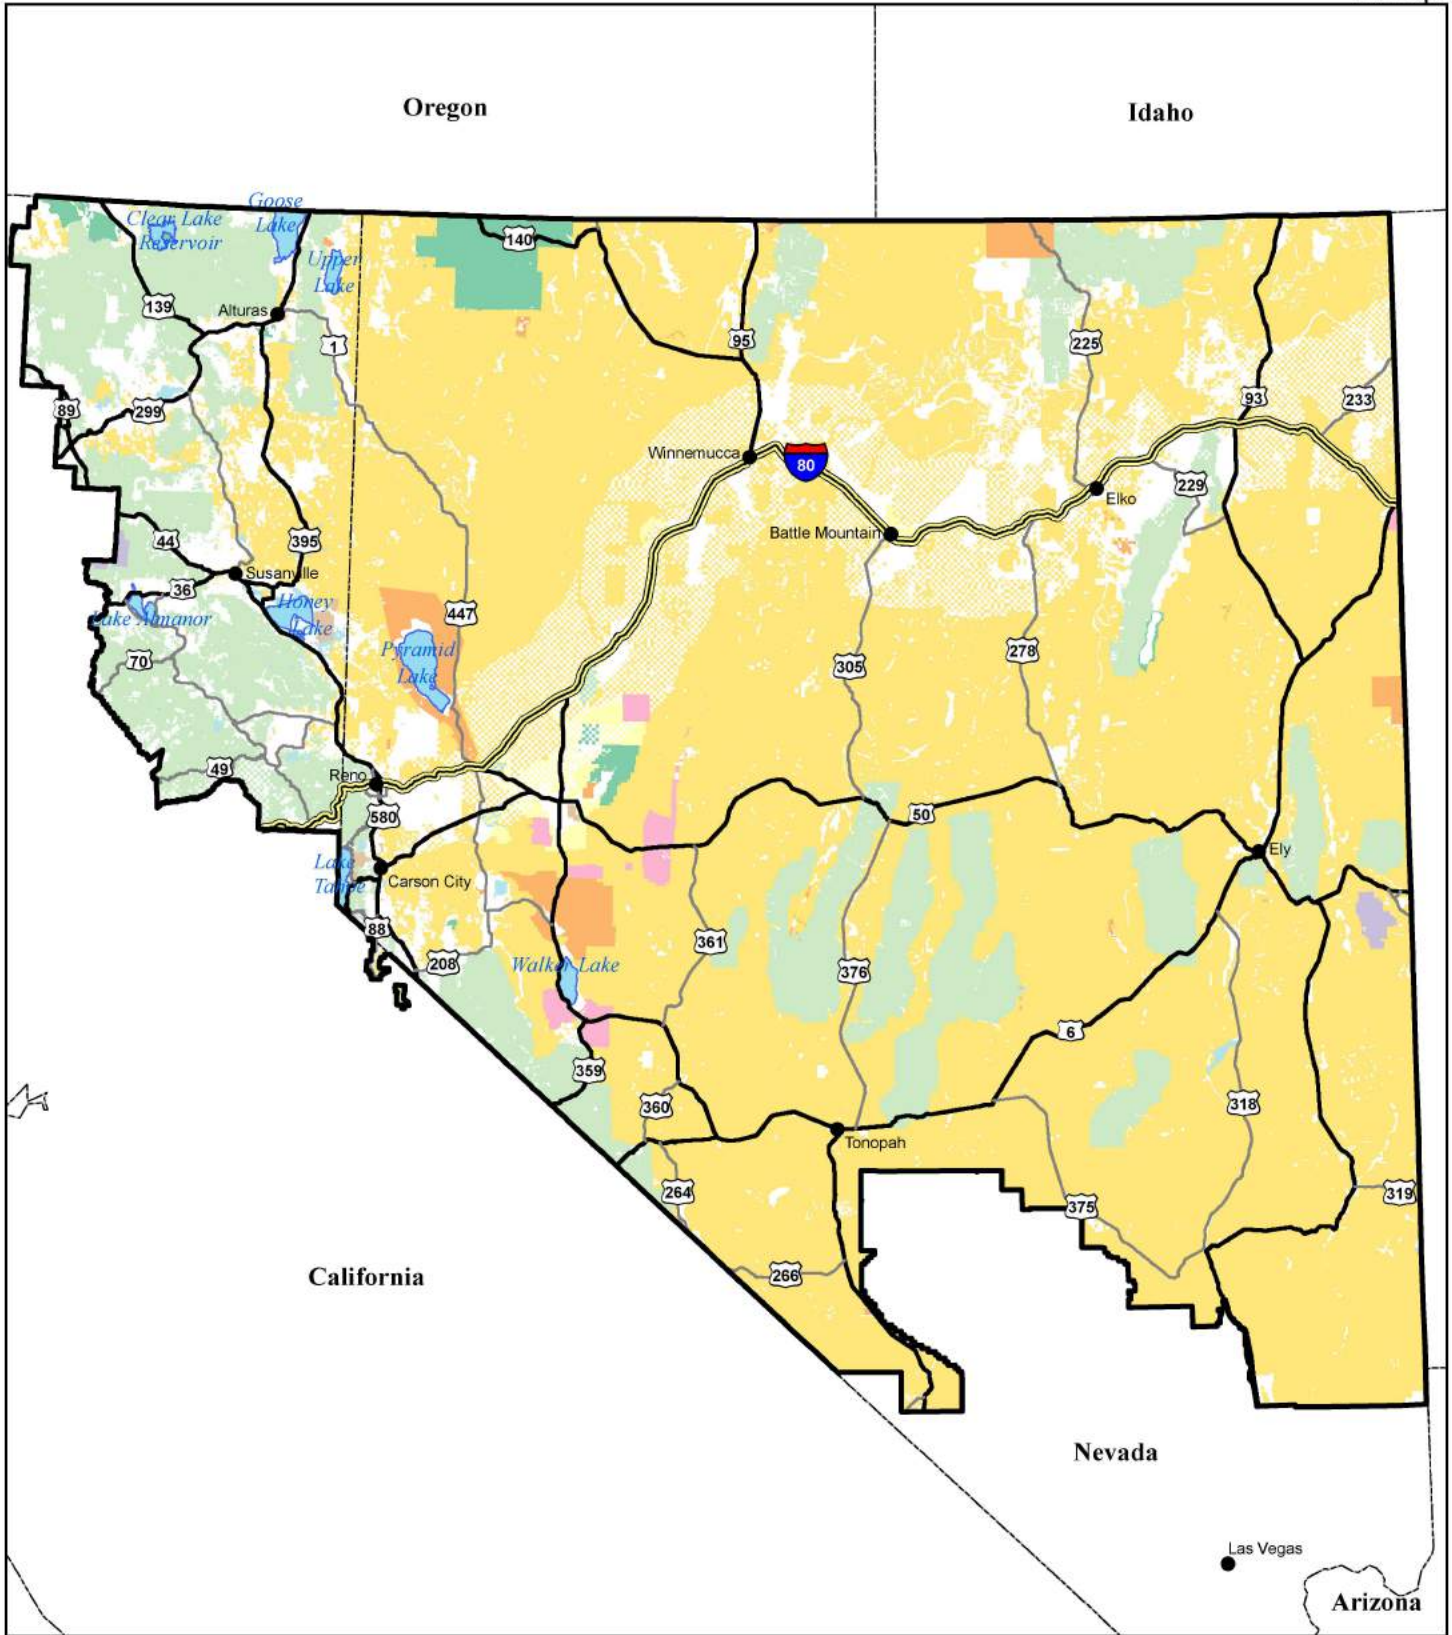 Oregon
Idaho
Goose
Lake
Clear Lake
Reservoir
Upper
Lake
140
139
Alturas
1
95
225
93
233
89
299
Winnemucca
80
229
Elko
Battle Mountain
44
395
Susanville
36
Honey
Lake
Lake Almanor
447
Pyramid
Lake
70
305
278
49
Reno
580
50
Ely
Lake
Tahoe
Carson City
88
208
361
Walker Lake
376
6
359
360
318
Tonopah
264
319
375
266
California
Nevada
Las Vegas
Arizona